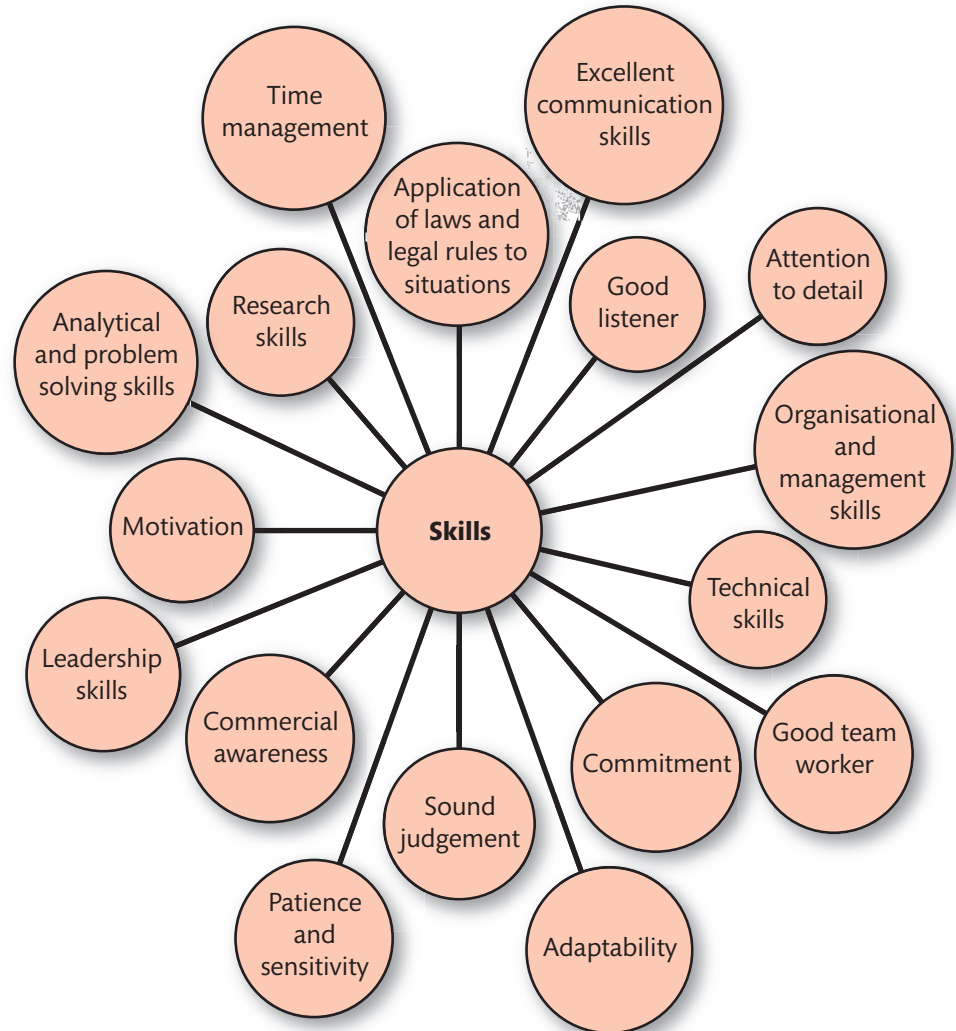 Time
management
Excellent
communication
skills
Application
of laws and
legal rules to
situations
Good
listener
Attention
to detail
Research
skills
Analytical
and problem
solving skills
Organisational
and
management
skills
Motivation
Skills
Technical
skills
Leadership
skills
Commercial
awareness
Sound
judgement
Commitment
Good team
worker
Patience
and
sensitivity
Adaptability